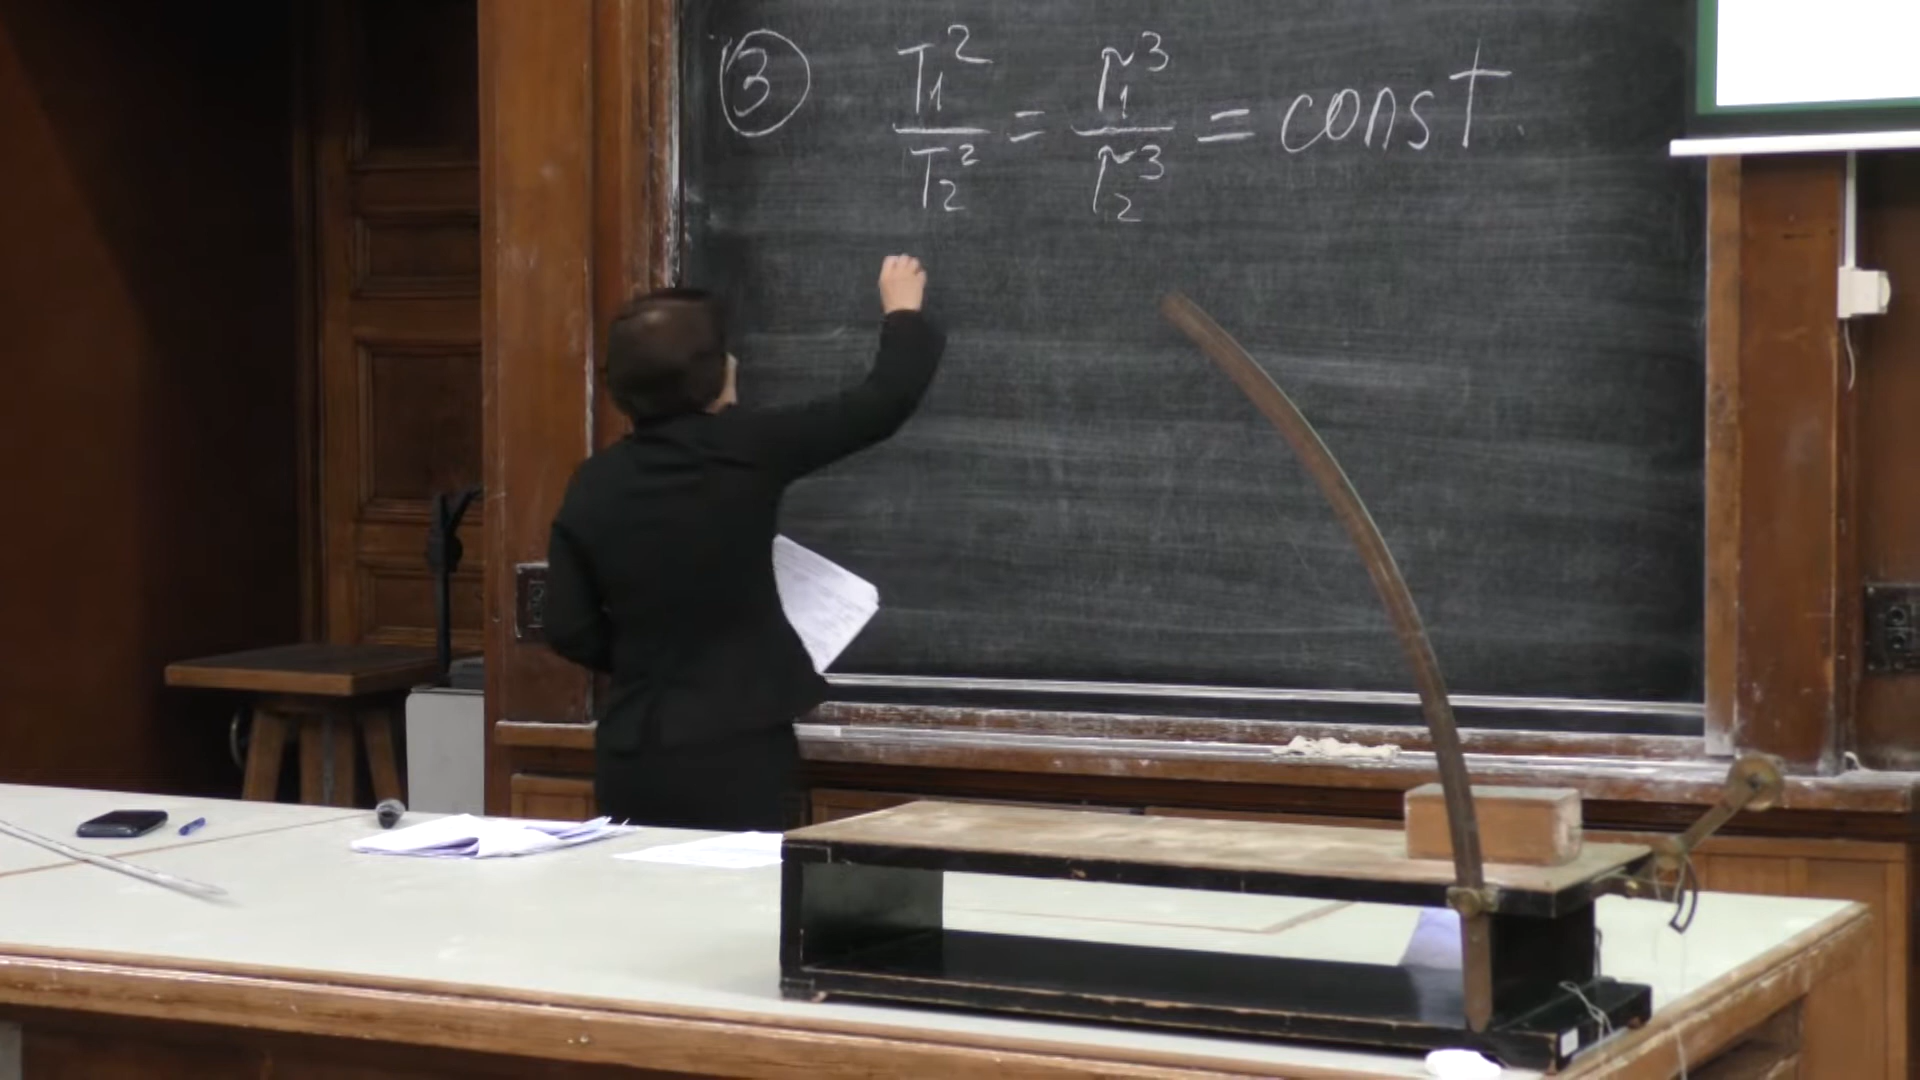 ③ T₁²/T₂² = r₁³/r₂³ = const.